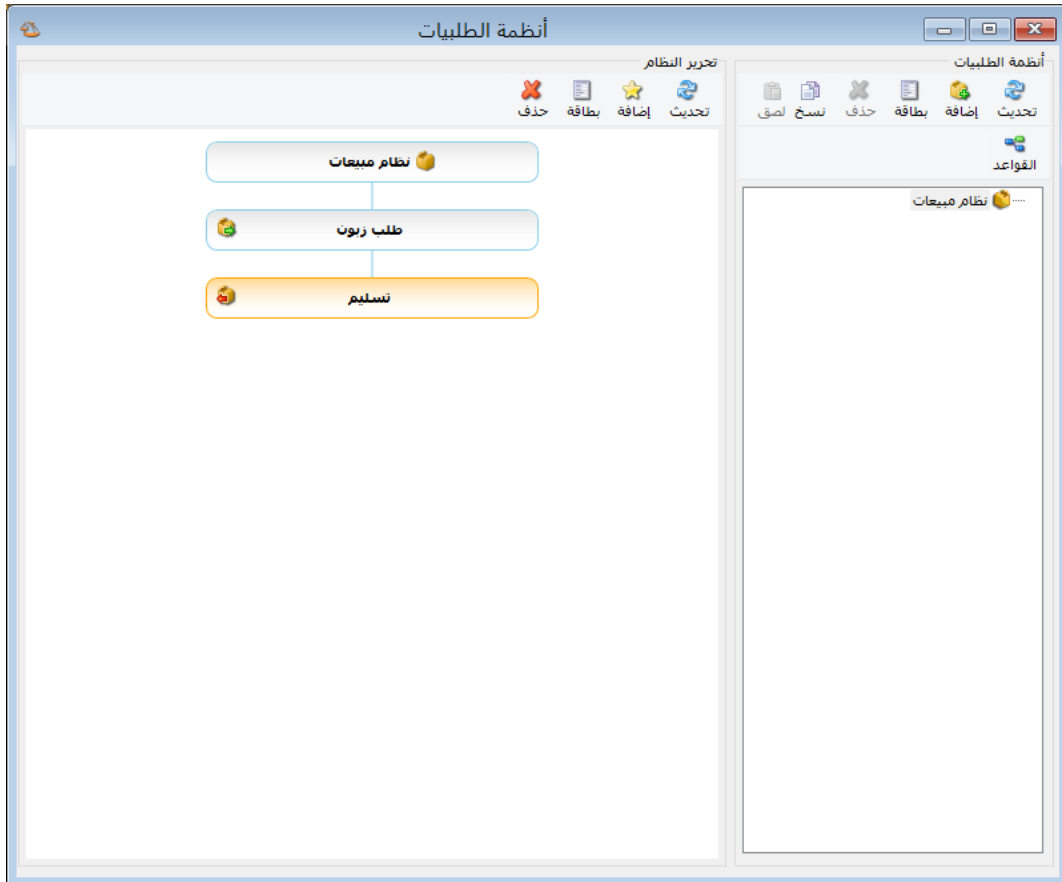 أنظمة الطلبيات
أنظمة الطلبيات
تحديث إضافة بطاقة حذف نسخ لصق
القواعد
نظام مبيعات
تحرير النظام
تحديث إضافة بطاقة حذف
نظام مبيعات
طلب زبون
تسليم